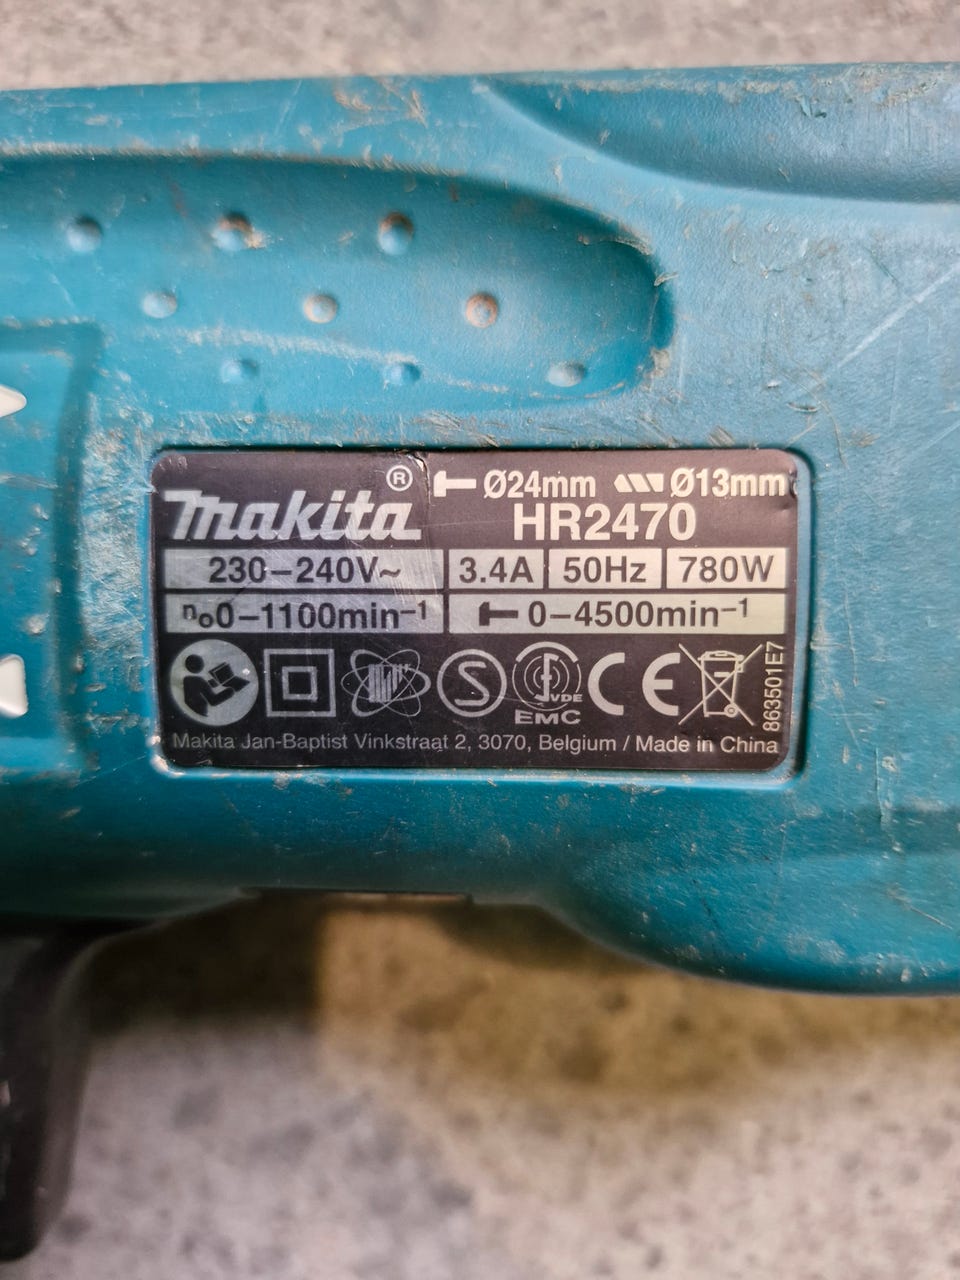 makita®
Ø24mm Ø13mm
HR2470
230–240V~ 3.4A 50Hz 780W
n₀0–1100min⁻¹ 0–4500min⁻¹
S
VDE
EMC
CE
863501E7
Makita Jan-Baptist Vinkstraat 2, 3070, Belgium / Made in China